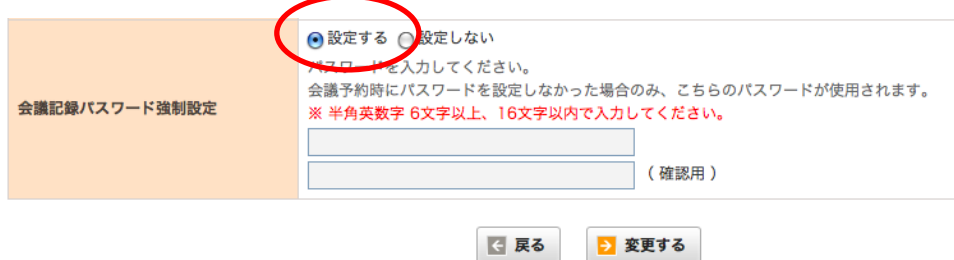 設定する 設定しない
パスワードを入力してください。
会議記録パスワード強制設定
会議予約時にパスワードを設定しなかった場合のみ、こちらのパスワードが使用されます。
※ 半角英数字 6文字以上、16文字以内で入力してください。
（ 確認用 ）
戻る 変更する